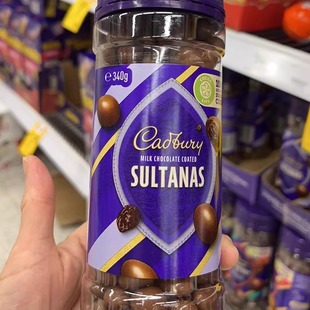 ℮ 340g
Cadbury
MILK CHOCOLATE COATED
SULTANAS